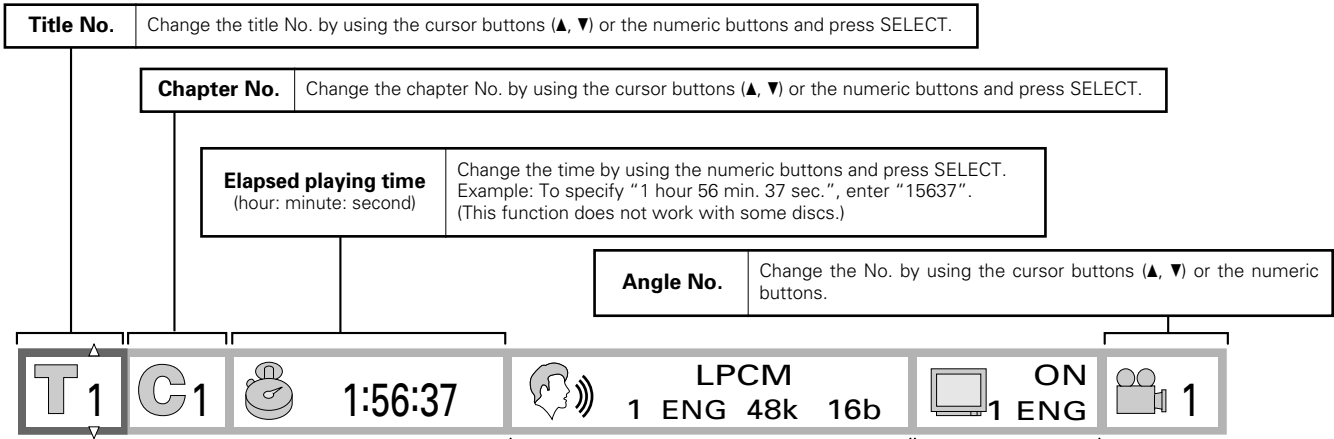 Title No. Change the title No. by using the cursor buttons (▲, ▼) or the numeric buttons and press SELECT.
Chapter No. Change the chapter No. by using the cursor buttons (▲, ▼) or the numeric buttons and press SELECT.
Elapsed playing time
(hour: minute: second)
Change the time by using the numeric buttons and press SELECT.
Example: To specify “1 hour 56 min. 37 sec.”, enter “15637”.
(This function does not work with some discs.)
Angle No.
Change the No. by using the cursor buttons (▲, ▼) or the numeric
buttons.
T 1
C 1
1:56:37
LPCM
1 ENG 48k 16b
ON
1 ENG
1